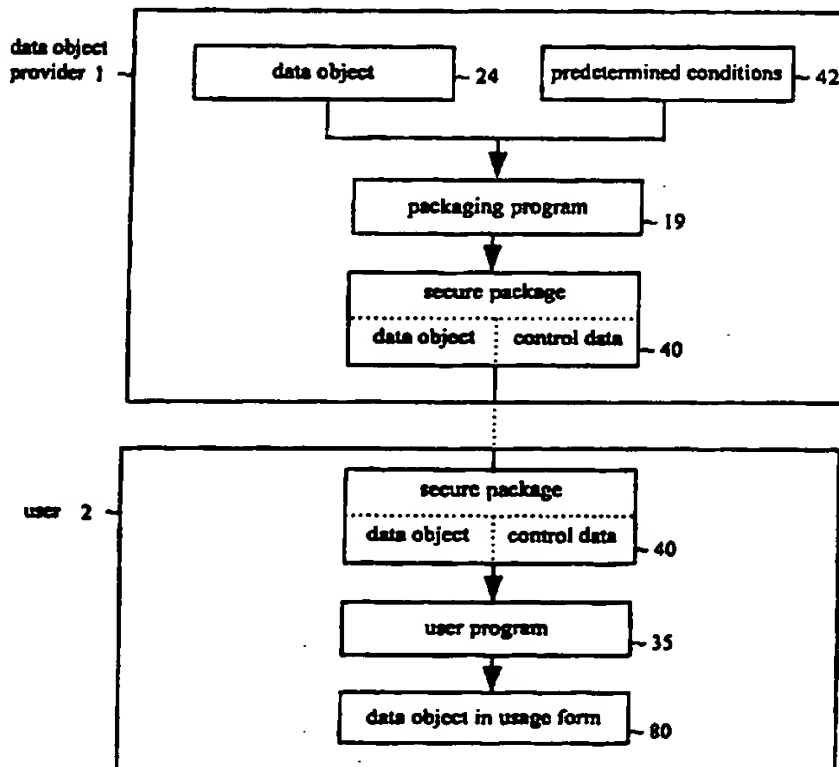 data object
provider 1
data object
24
predetermined conditions
42
packaging program
19
secure package
data object control data
40
user 2
secure package
data object control data
40
user program
35
data object in usage form
80